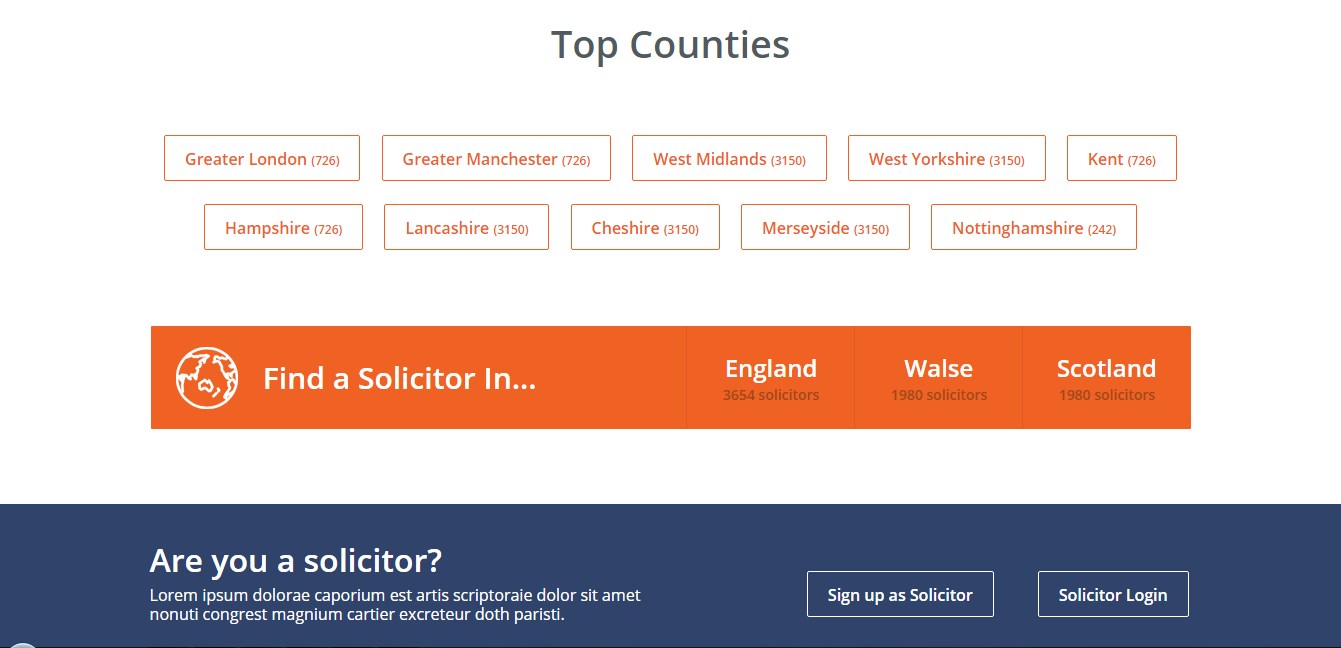 Top Counties
Greater London (726) Greater Manchester (726) West Midlands (3150) West Yorkshire (3150) Kent (726)
Hampshire (726) Lancashire (3150) Cheshire (3150) Merseyside (3150) Nottinghamshire (242)
Find a Solicitor In...
England Walse Scotland
3654 solicitors 1980 solicitors 1980 solicitors
Are you a solicitor?
Lorem ipsum dolorae caporium est artis scriptoraie dolor sit amet
nonuti congrest magnium cartier excreteur doth paristi.
Sign up as Solicitor Solicitor Login